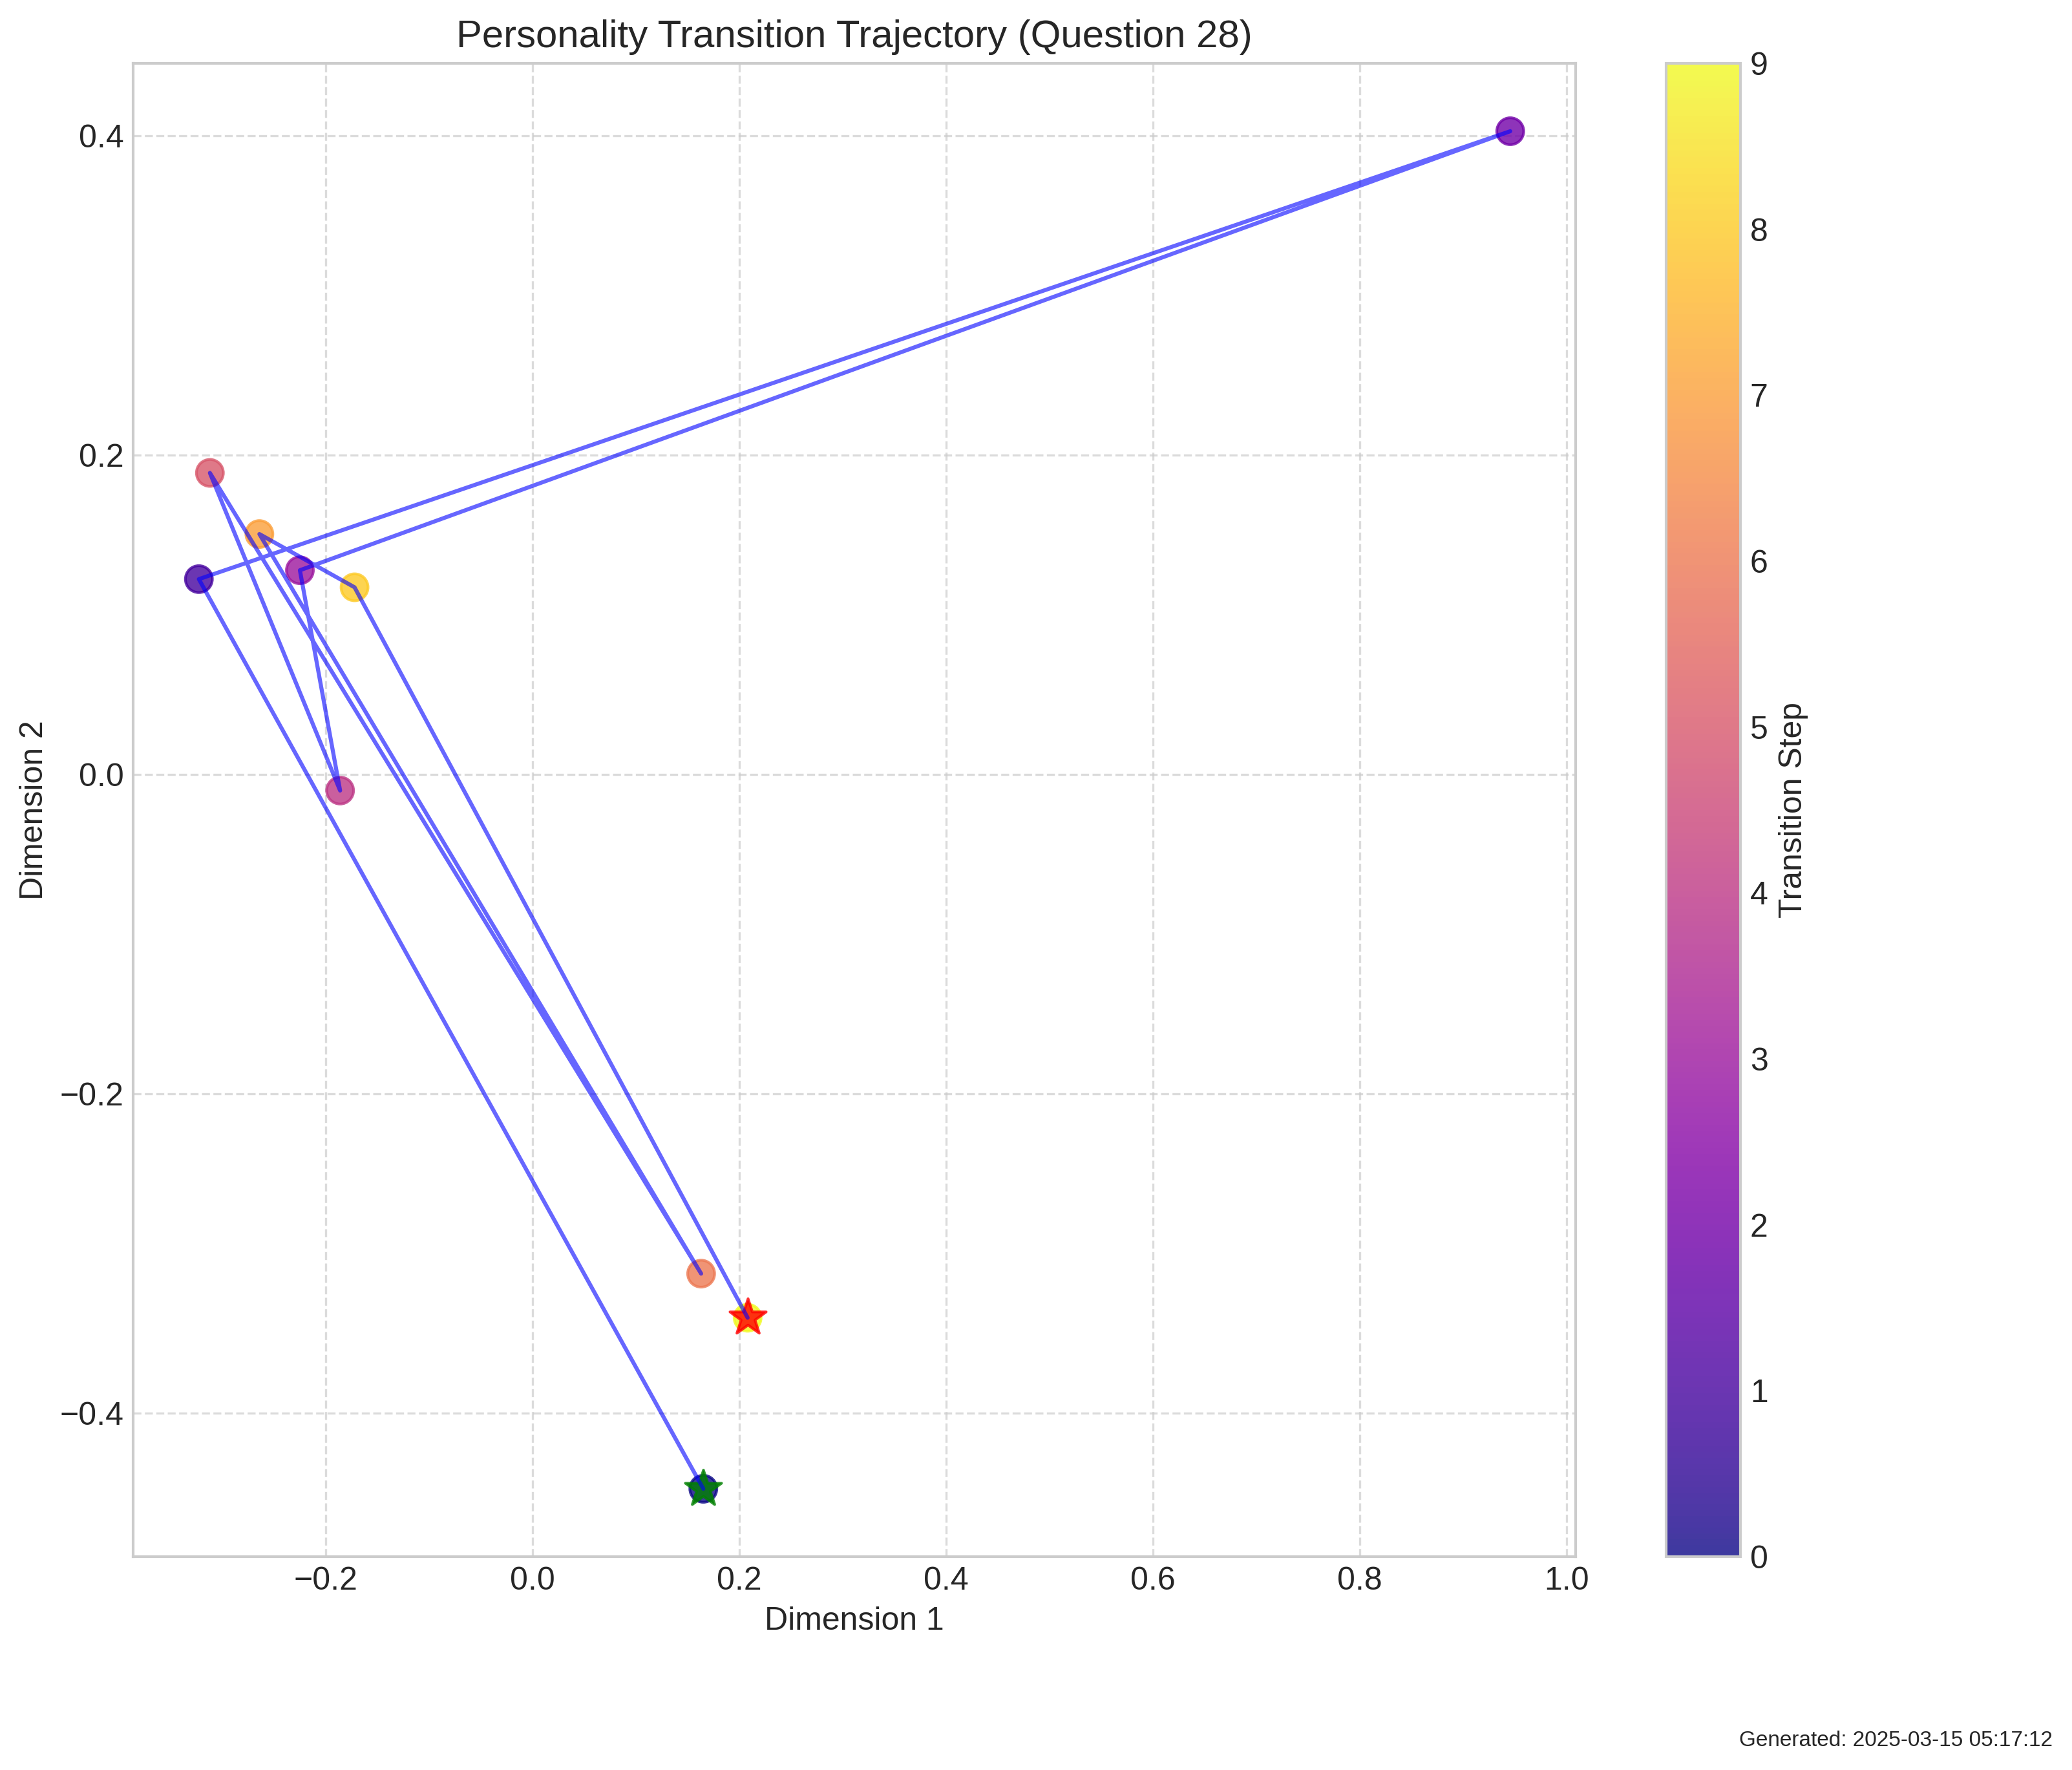 Personality Transition Trajectory (Question 28)
0.4
0.2
0.0
−0.2
−0.4
Dimension 2
−0.2 0.0 0.2 0.4 0.6 0.8 1.0
Dimension 1
9
8
7
6
5
4
3
2
1
0
Transition Step
Generated: 2025-03-15 05:17:12